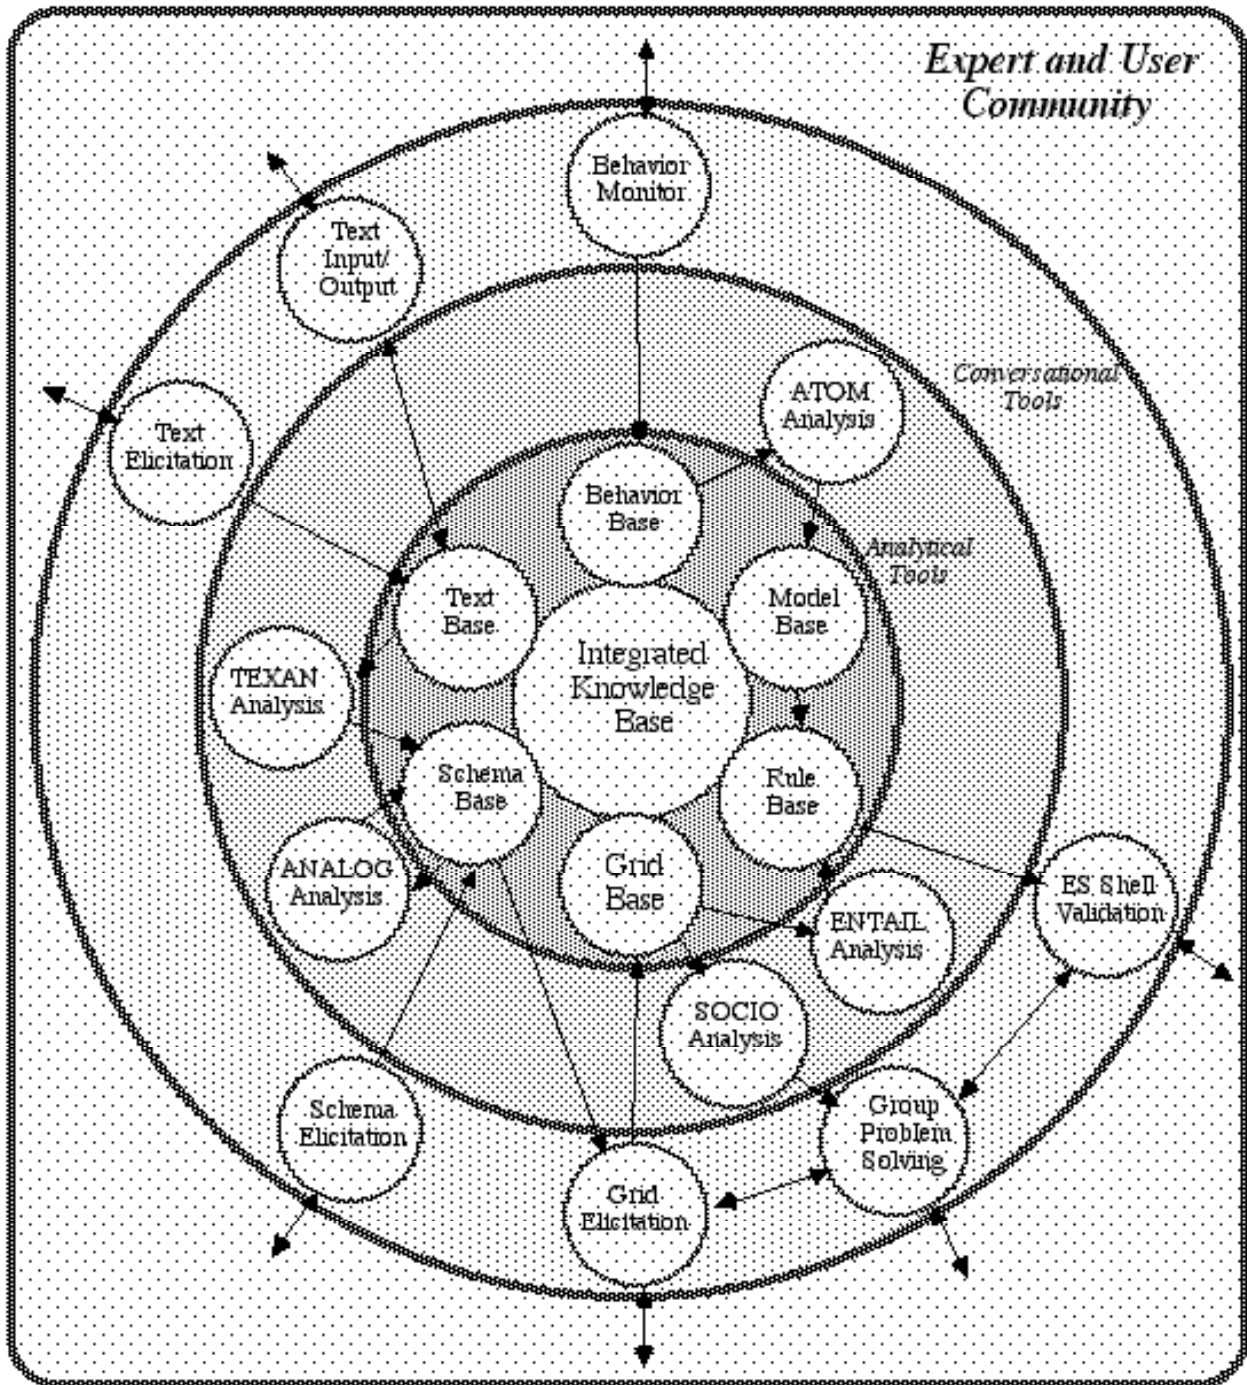 Expert and User
Community
Behavior
Monitor
Text
Input/
Output
Conversational
Tools
ATOM
Analysis
Text
Elicitation
Behavior
Base
Analytical
Tools
Text
Base
Model
Base
Integrated
Knowledge
Base
TEXAN
Analysis
Schema
Base
Rule
Base
ANALOG
Analysis
Grid
Base
ES Shell
Validation
ENTAIL
Analysis
SOCIO
Analysis
Schema
Elicitation
Group
Problem
Solving
Grid
Elicitation